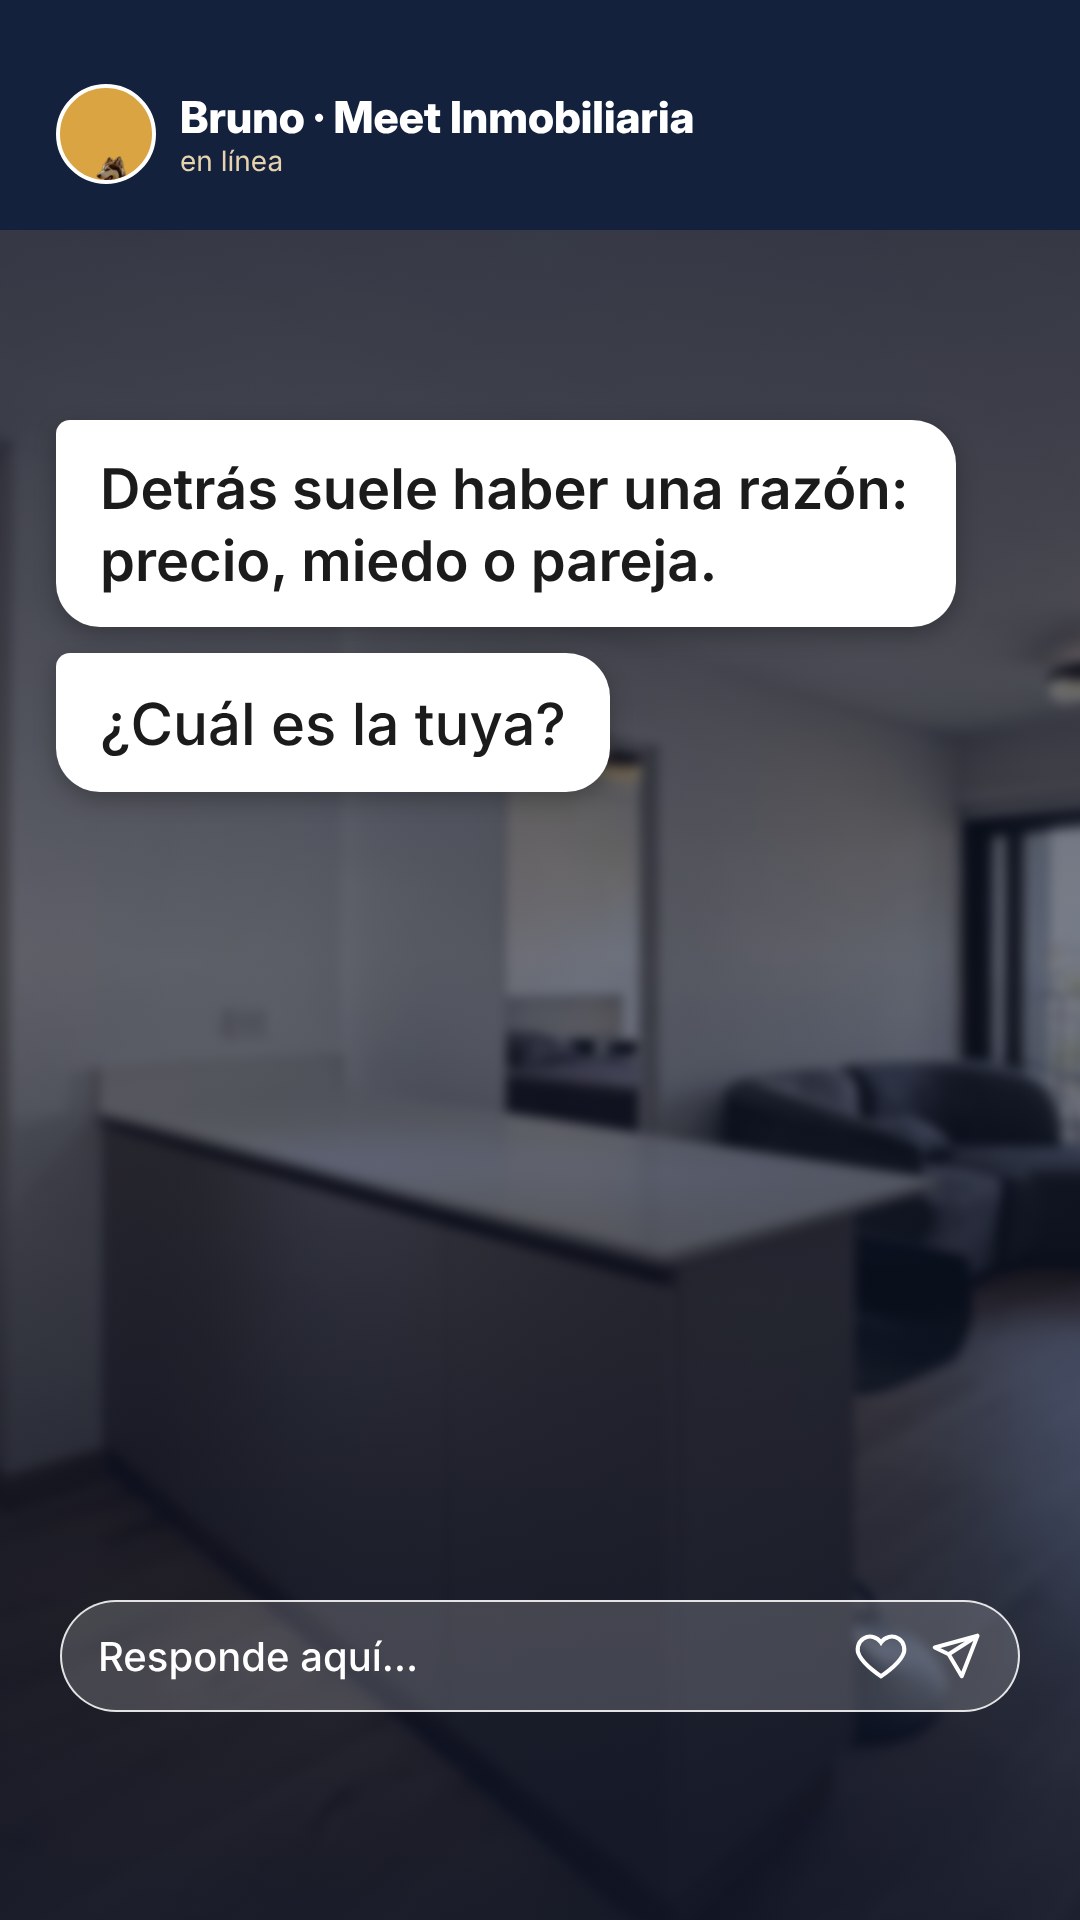 Bruno · Meet Inmobiliaria
en línea
Detrás suele haber una razón:
precio, miedo o pareja.
¿Cuál es la tuya?
Responde aquí...